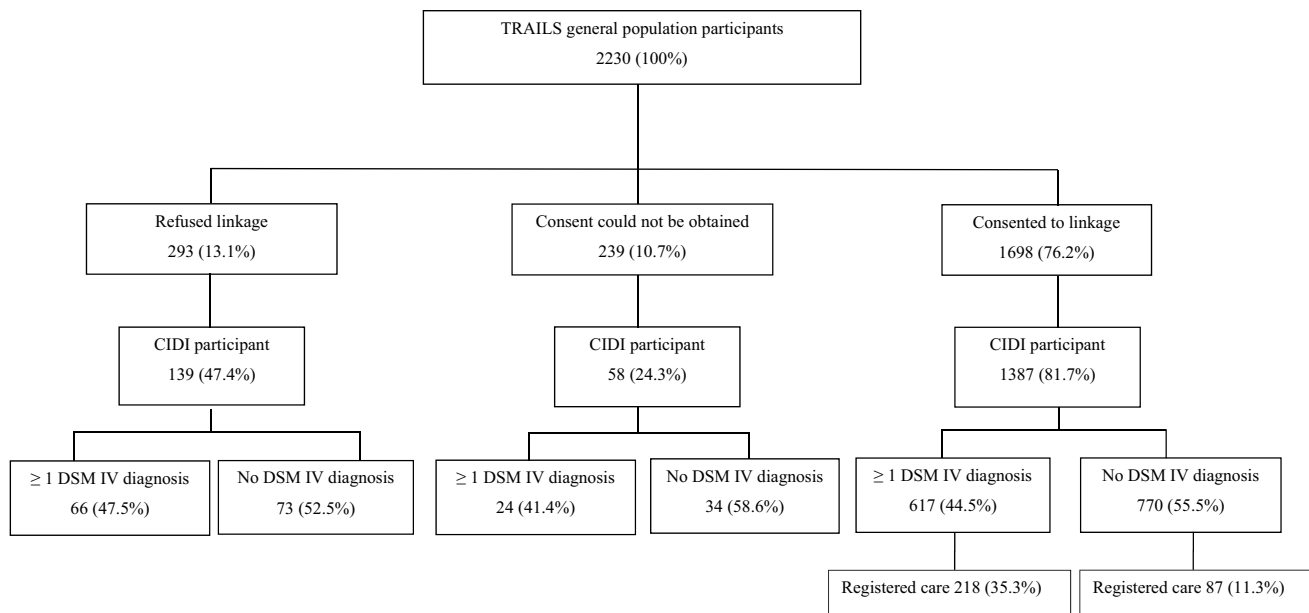 TRAILS general population participants
2230 (100%)
Refused linkage
293 (13.1%)
Consent could not be obtained
239 (10.7%)
Consented to linkage
1698 (76.2%)
CIDI participant
139 (47.4%)
CIDI participant
58 (24.3%)
CIDI participant
1387 (81.7%)
≥ 1 DSM IV diagnosis
66 (47.5%)
No DSM IV diagnosis
73 (52.5%)
≥ 1 DSM IV diagnosis
24 (41.4%)
No DSM IV diagnosis
34 (58.6%)
≥ 1 DSM IV diagnosis
617 (44.5%)
No DSM IV diagnosis
770 (55.5%)
Registered care 218 (35.3%)
Registered care 87 (11.3%)